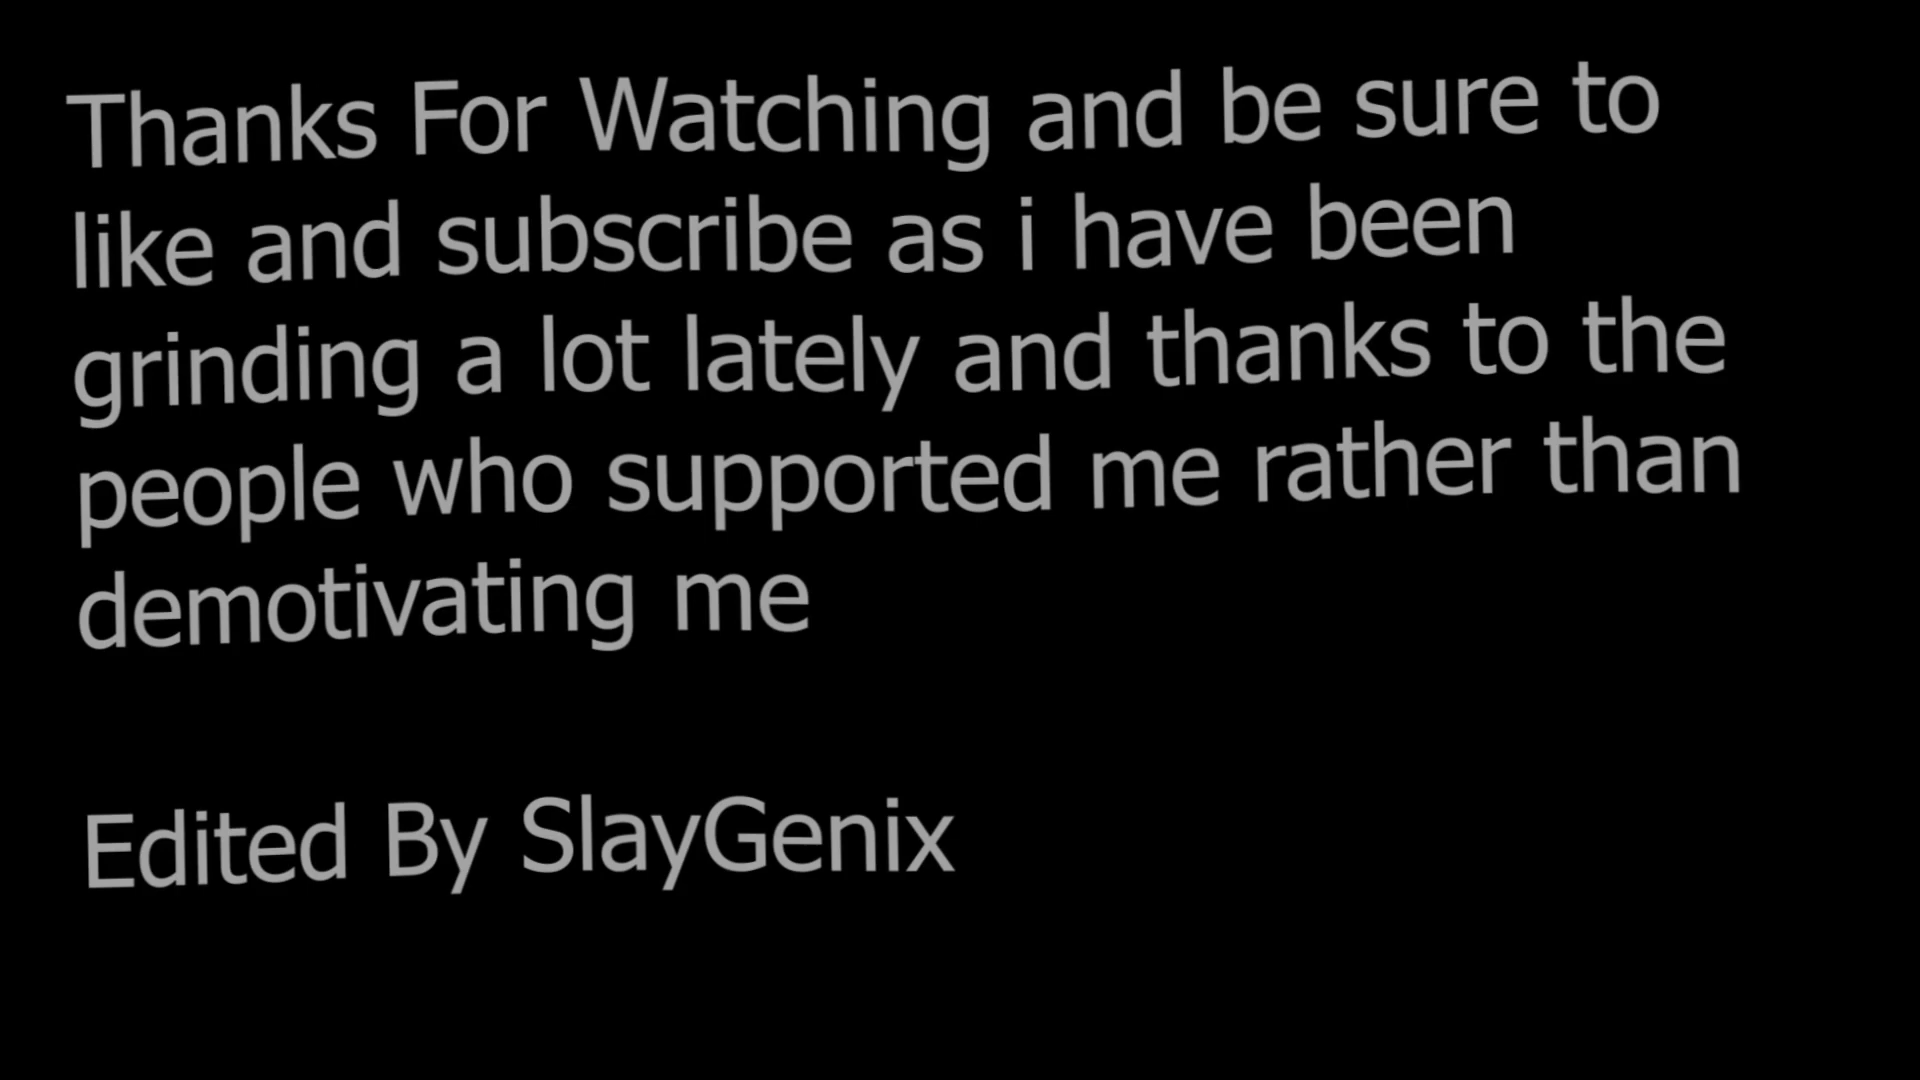 Thanks For Watching and be sure to
like and subscribe as i have been
grinding a lot lately and thanks to the
people who supported me rather than
demotivating me
Edited By SlayGenix